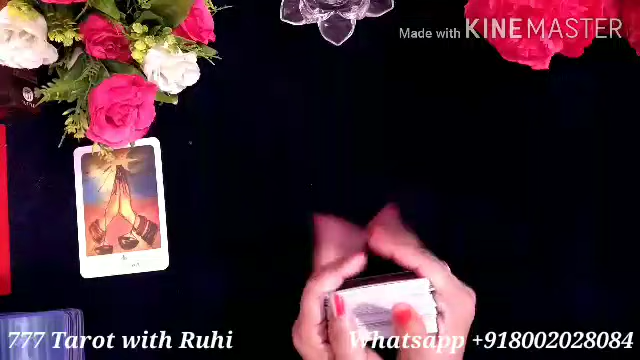 Made with KINEMASTER
777 Tarot with Ruhi
Whatsapp +918002028084